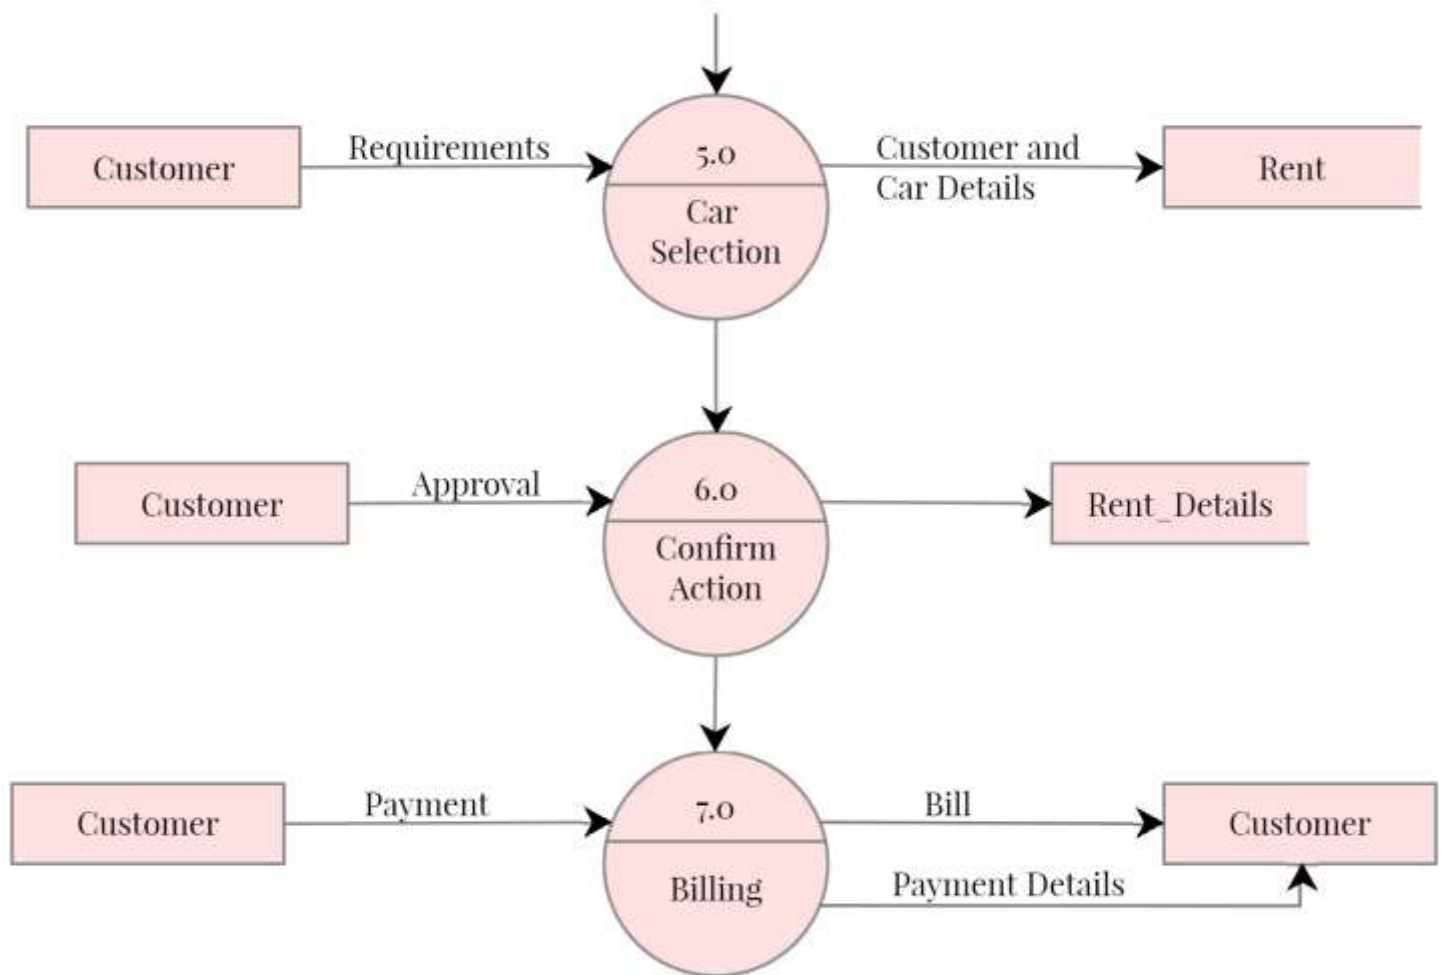 5.0
Customer
Requirements
Car
Selection
Customer and
Car Details
Rent
6.0
Customer
Approval
Confirm
Action
Rent_Details
7.0
Customer
Payment
Billing
Bill
Payment Details
Customer